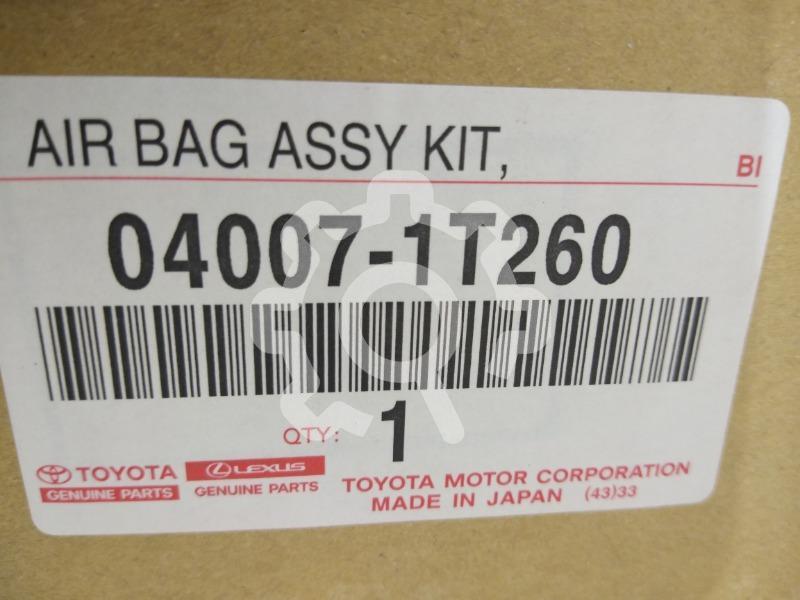 AIR BAG ASSY KIT,
BI
04007-1T260
QTY: 1
TOYOTA
GENUINE PARTS
LEXUS
GENUINE PARTS
TOYOTA MOTOR CORPORATION
MADE IN JAPAN (43)33